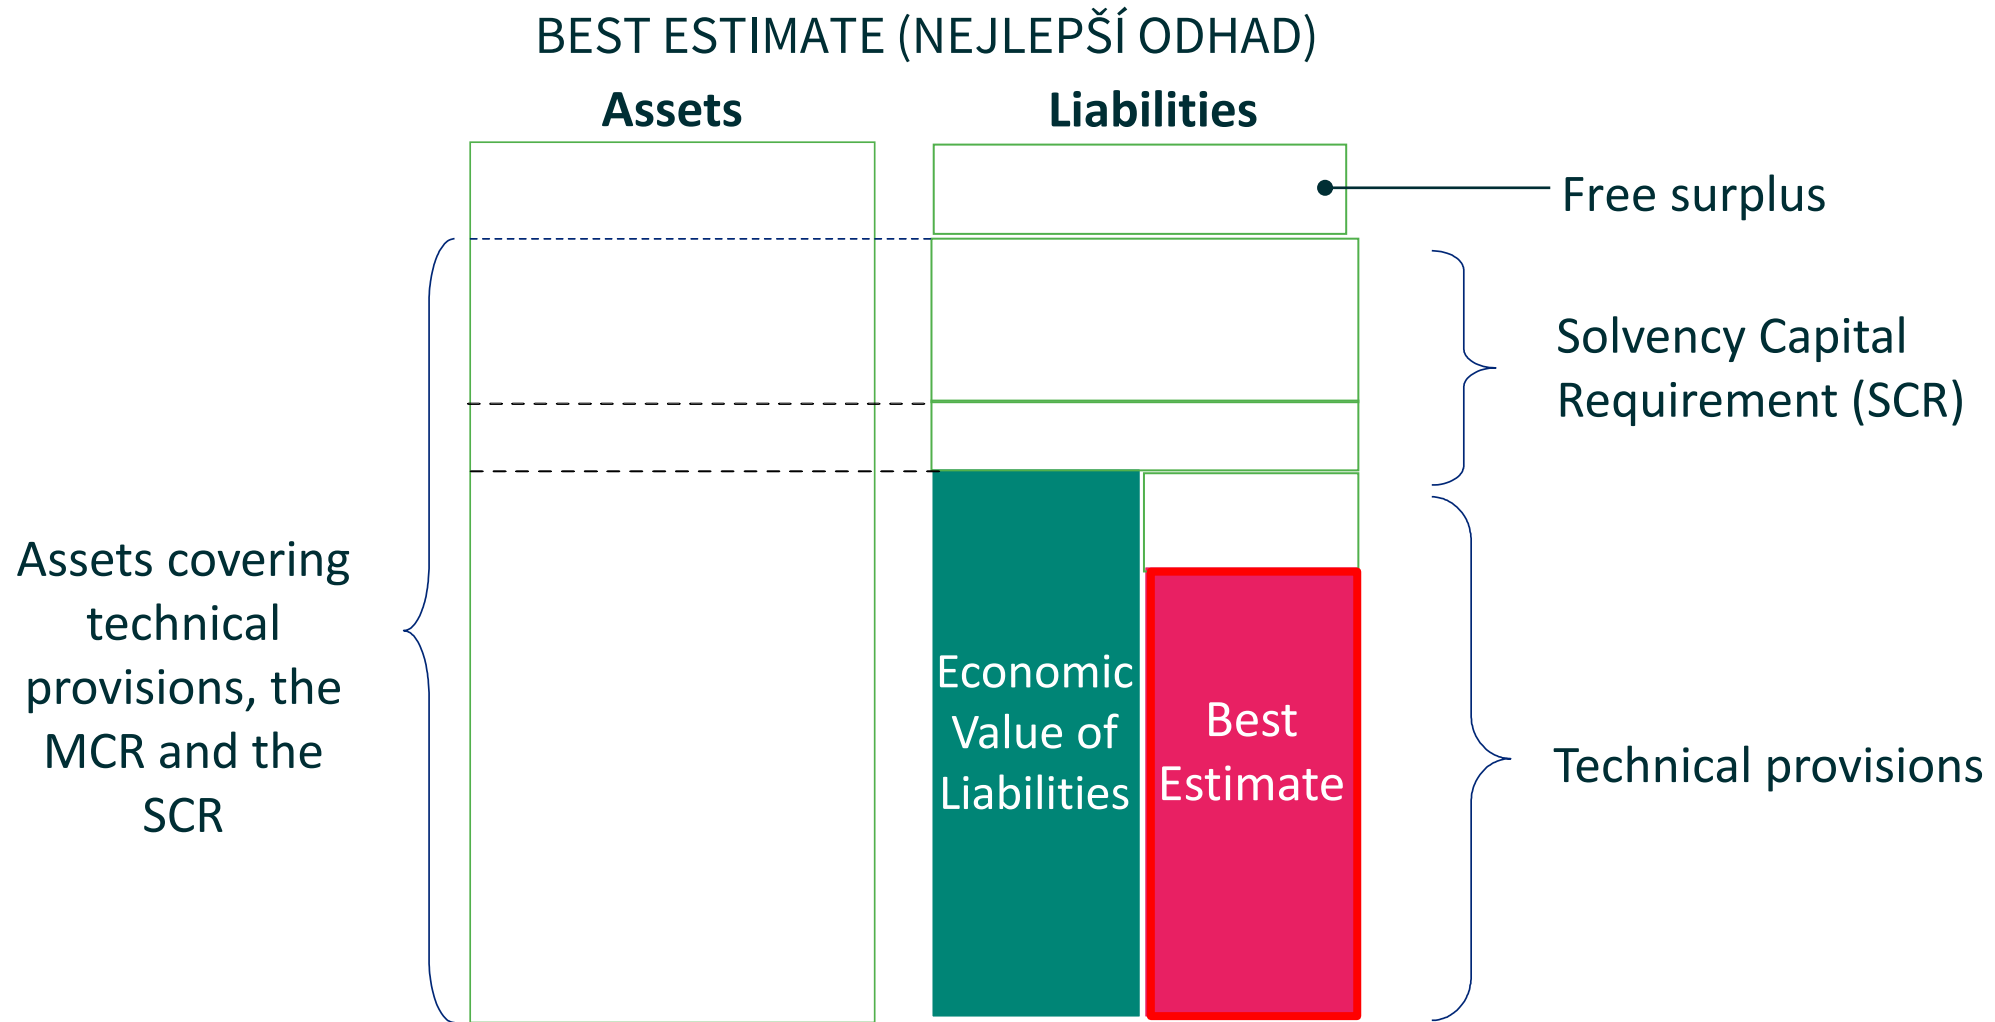 BEST ESTIMATE (NEJLEPŠÍ ODHAD)
Assets
Liabilities
Free surplus
Solvency Capital
Requirement (SCR)
Assets covering
technical
provisions, the
MCR and the
SCR
Economic
Value of
Liabilities
Best
Estimate
Technical provisions